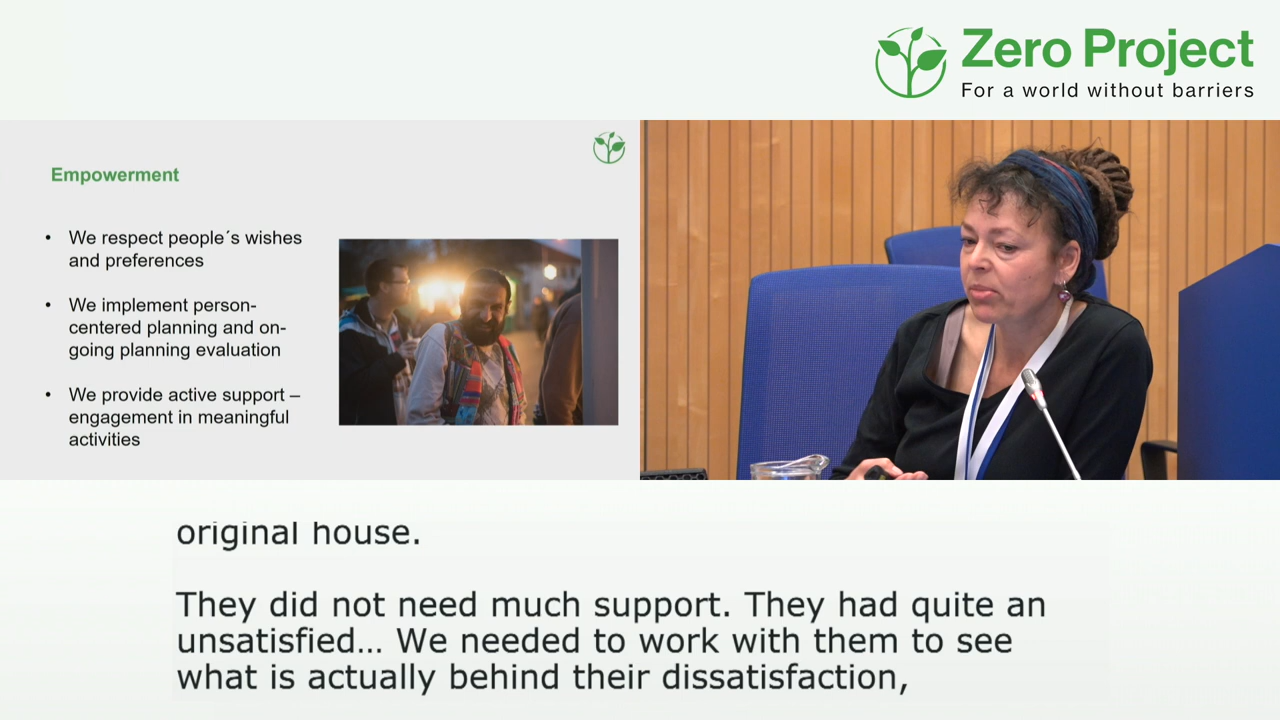 Zero Project
For a world without barriers
Empowerment
• We respect people´s wishes
and preferences
• We implement person-
centered planning and on-
going planning evaluation
• We provide active support –
engagement in meaningful
activities
original house.
They did not need much support. They had quite an
unsatisfied... We needed to work with them to see
what is actually behind their dissatisfaction,